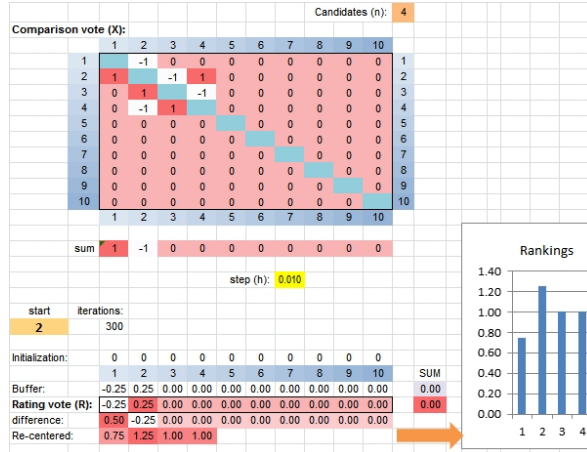 Candidates (n): 4
Comparison vote (X):
1 2 3 4 5 6 7 8 9 10
1 -1 0 0 0 0 0 0 0 0 1
2 1 -1 1 0 0 0 0 0 0 2
3 0 1 -1 0 0 0 0 0 0 3
4 0 -1 1 0 0 0 0 0 0 4
5 0 0 0 0 0 0 0 0 0 5
6 0 0 0 0 0 0 0 0 0 6
7 0 0 0 0 0 0 0 0 0 7
8 0 0 0 0 0 0 0 0 0 8
9 0 0 0 0 0 0 0 0 0 9
10 0 0 0 0 0 0 0 0 0 10
1 2 3 4 5 6 7 8 9 10
sum 1 -1 0 0 0 0 0 0 0 0
step (h): 0.010
start iterations:
2 300
Initialization: 0 0 0 0 0 0 0 0 0 0
1 2 3 4 5 6 7 8 9 10 SUM
Buffer: -0.25 0.25 0.00 0.00 0.00 0.00 0.00 0.00 0.00 0.00 0.00
Rating vote (R): -0.25 0.25 0.00 0.00 0.00 0.00 0.00 0.00 0.00 0.00 0.00
difference: 0.50 -0.25 0.00 0.00 0.00 0.00 0.00 0.00 0.00 0.00
Re-centered: 0.75 1.25 1.00 1.00
Rankings
1.40
1.20
1.00
0.80
0.60
0.40
0.20
0.00
1 2 3 4